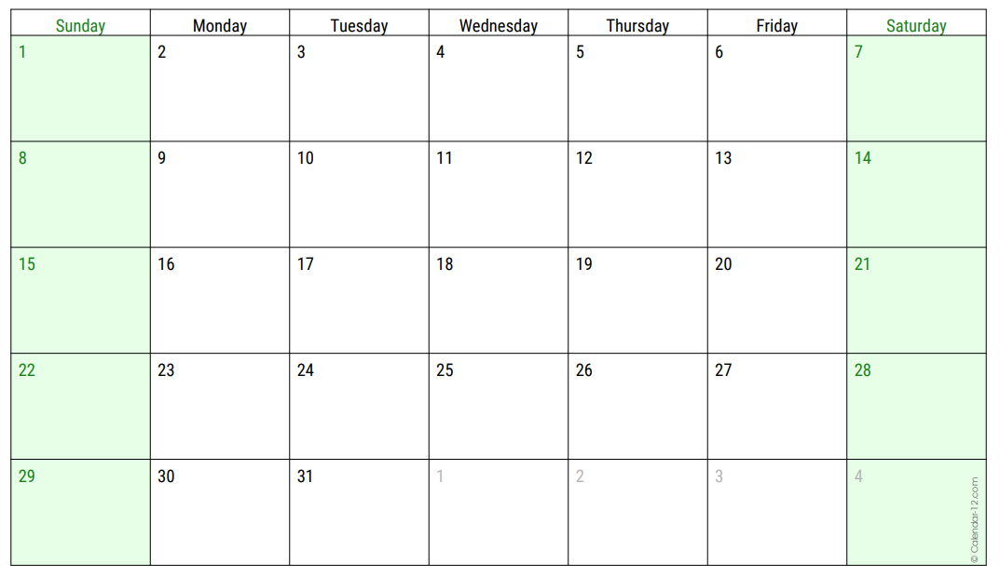 Sunday Monday Tuesday Wednesday Thursday Friday Saturday
1 2 3 4 5 6 7
8 9 10 11 12 13 14
15 16 17 18 19 20 21
22 23 24 25 26 27 28
29 30 31 1 2 3 4
© Calendar-12.com